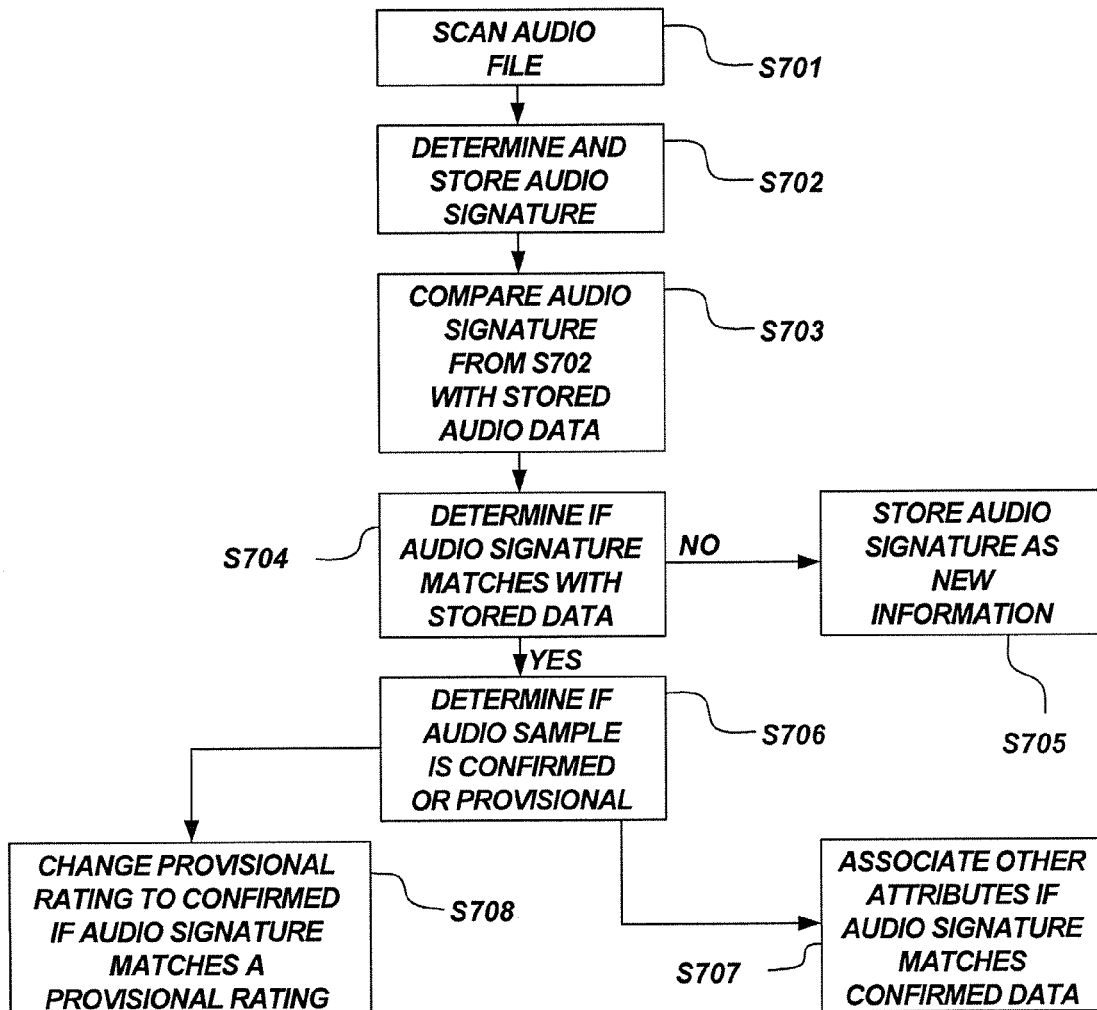 SCAN AUDIO
FILE
S701
DETERMINE AND
STORE AUDIO
SIGNATURE
S702
COMPARE AUDIO
SIGNATURE
FROM S702
WITH STORED
AUDIO DATA
S703
DETERMINE IF
AUDIO SIGNATURE
MATCHES WITH
STORED DATA
S704
NO
STORE AUDIO
SIGNATURE AS
NEW
INFORMATION
S705
YES
DETERMINE IF
AUDIO SAMPLE
IS CONFIRMED
OR PROVISIONAL
S706
CHANGE PROVISIONAL
RATING TO CONFIRMED
IF AUDIO SIGNATURE
MATCHES A
PROVISIONAL RATING
S708
ASSOCIATE OTHER
ATTRIBUTES IF
AUDIO SIGNATURE
MATCHES
CONFIRMED DATA
S707